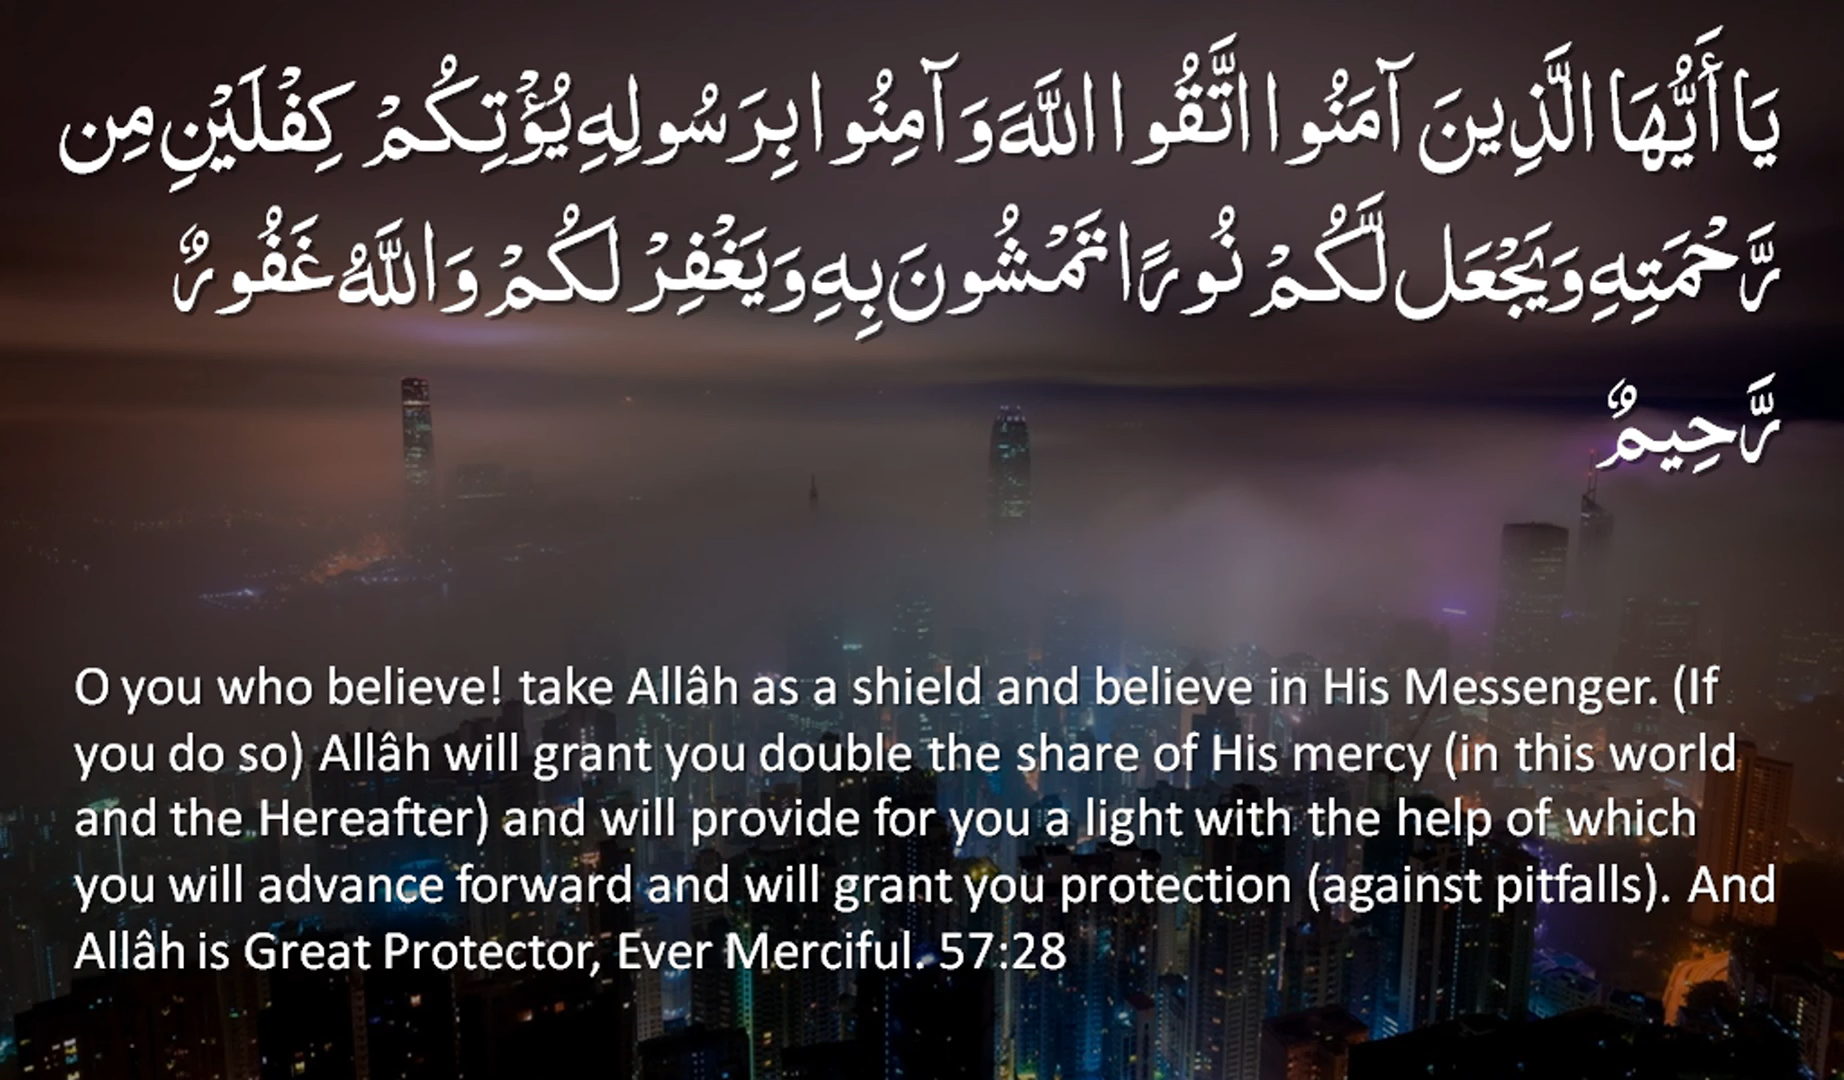 يَا أَيُّهَا الَّذِينَ آمَنُوا اتَّقُوا اللَّهَ وَآمِنُوا بِرَسُولِهِ يُؤْتِكُمْ كِفْلَيْنِ مِن
رَّحْمَتِهِ وَيَجْعَل لَّكُمْ نُورًا تَمْشُونَ بِهِ وَيَغْفِرْ لَكُمْ وَاللَّهُ غَفُورٌ
رَّحِيمٌ
O you who believe! take Allâh as a shield and believe in His Messenger. (If
you do so) Allâh will grant you double the share of His mercy (in this world
and the Hereafter) and will provide for you a light with the help of which
you will advance forward and will grant you protection (against pitfalls). And
Allâh is Great Protector, Ever Merciful. 57:28